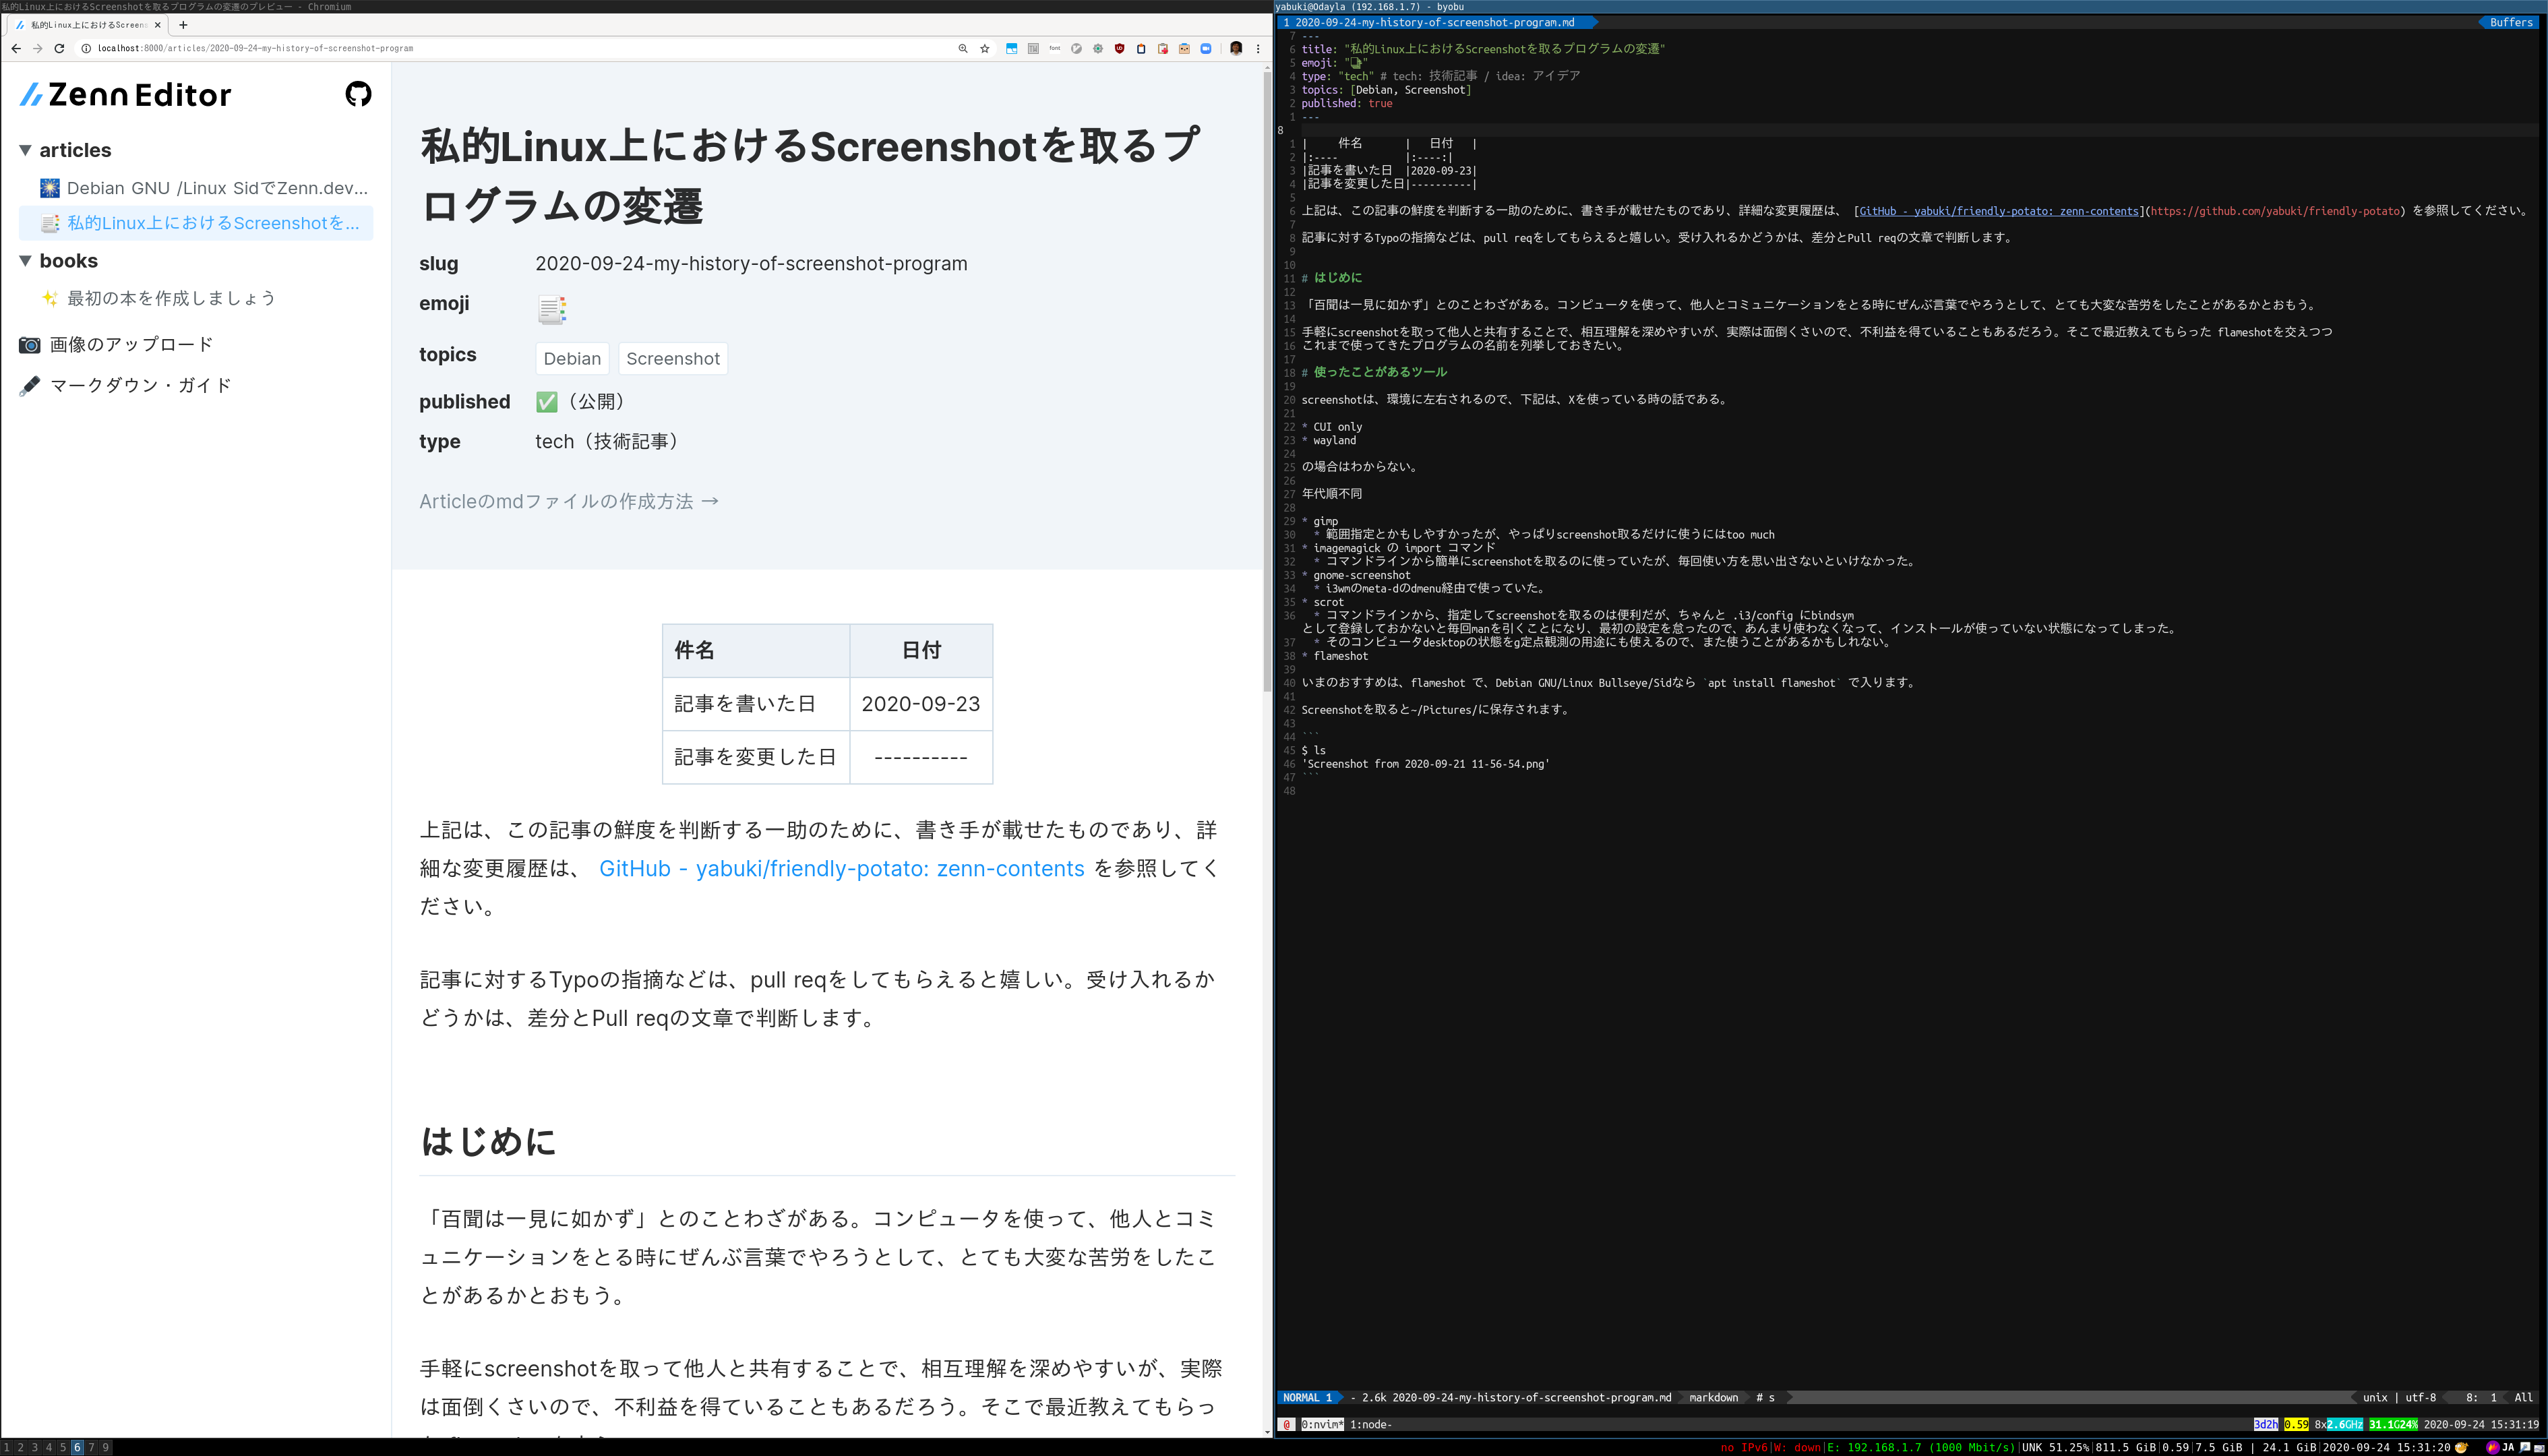 私的Linux上におけるScreenshotを取るプログラムの変遷のプレビュー - Chromium
私的Linux上におけるScreens
localhost:8000/articles/2020-09-24-my-history-of-screenshot-program
Zenn Editor
articles
Debian GNU /Linux SidでZenn.dev...
私的Linux上におけるScreenshotを...
books
最初の本を作成しましょう
画像のアップロード
マークダウン・ガイド
私的Linux上におけるScreenshotを取るプ
ログラムの変遷
slug 2020-09-24-my-history-of-screenshot-program
emoji
topics Debian Screenshot
published （公開）
type tech（技術記事）
Articleのmdファイルの作成方法 →
件名 日付
記事を書いた日 2020-09-23
記事を変更した日 ----------
上記は、この記事の鮮度を判断する一助のために、書き手が載せたものであり、詳
細な変更履歴は、 GitHub - yabuki/friendly-potato: zenn-contents を参照してく
ださい。
記事に対するTypoの指摘などは、pull reqをしてもらえると嬉しい。受け入れるか
どうかは、差分とPull reqの文章で判断します。
はじめに
「百聞は一見に如かず」とのことわざがある。コンピュータを使って、他人とコミ
ュニケーションをとる時にぜんぶ言葉でやろうとして、とても大変な苦労をしたこ
とがあるかとおもう。
手軽にscreenshotを取って他人と共有することで、相互理解を深めやすいが、実際
は面倒くさいので、不利益を得ていることもあるだろう。そこで最近教えてもらっ
yabuki@Odayla (192.168.1.7) - byobu
1 2020-09-24-my-history-of-screenshot-program.md Buffers
7 ---
6 title: "私的Linux上におけるScreenshotを取るプログラムの変遷"
5 emoji: "📑"
4 type: "tech" # tech: 技術記事 / idea: アイデア
3 topics: [Debian, Screenshot]
2 published: true
1 ---
8
1 | 件名 | 日付 |
2 |:---- |:----:|
3 |記事を書いた日 |2020-09-23|
4 |記事を変更した日|----------|
5
6 上記は、この記事の鮮度を判断する一助のために、書き手が載せたものであり、詳細な変更履歴は、 [GitHub - yabuki/friendly-potato: zenn-contents](https://github.com/yabuki/friendly-potato) を参照してください。
7
8 記事に対するTypoの指摘などは、pull reqをしてもらえると嬉しい。受け入れるかどうかは、差分とPull reqの文章で判断します。
9
10
11 # はじめに
12
13 「百聞は一見に如かず」とのことわざがある。コンピュータを使って、他人とコミュニケーションをとる時にぜんぶ言葉でやろうとして、とても大変な苦労をしたことがあるかとおもう。
14
15 手軽にscreenshotを取って他人と共有することで、相互理解を深めやすいが、実際は面倒くさいので、不利益を得ていることもあるだろう。そこで最近教えてもらった flameshotを交えつつ
16 これまで使ってきたプログラムの名前を列挙しておきたい。
17
18 # 使ったことがあるツール
19
20 screenshotは、環境に左右されるので、下記は、Xを使っている時の話である。
21
22 * CUI only
23 * wayland
24
25 の場合はわからない。
26
27 年代順不同
28
29 * gimp
30 * 範囲指定とかもしやすかったが、やっぱりscreenshot取るだけに使うにはtoo much
31 * imagemagick の import コマンド
32 * コマンドラインから簡単にscreenshotを取るのに使っていたが、毎回使い方を思い出さないといけなかった。
33 * gnome-screenshot
34 * i3wmのmeta-dのdmenu経由で使っていた。
35 * scrot
36 * コマンドラインから、指定してscreenshotを取るのは便利だが、ちゃんと .i3/config にbindsym
として登録しておかないと毎回manを引くことになり、最初の設定を怠ったので、あんまり使わなくなって、インストールが使っていない状態になってしまった。
37 * そのコンピュータdesktopの状態をg定点観測の用途にも使えるので、また使うことがあるかもしれない。
38 * flameshot
39
40 いまのおすすめは、flameshot で、Debian GNU/Linux Bullseye/Sidなら `apt install flameshot` で入ります。
41
42 Screenshotを取ると~/Pictures/に保存されます。
43
44 ```
45 $ ls
46 'Screenshot from 2020-09-21 11-56-54.png'
47 ```
48
NORMAL 1 - 2.6k 2020-09-24-my-history-of-screenshot-program.md markdown # s unix | utf-8 8: 1 All
@ 0:nvim* 1:node- 3d2h 0.59 8x2.6GHz 31.1G24% 2020-09-24 15:31:19
1 2 3 4 5 6 7 9 no IPv6|W: down|E: 192.168.1.7 (1000 Mbit/s)|UNK 51.25%|811.5 GiB|0.59|7.5 GiB | 24.1 GiB|2020-09-24 15:31:20 JA